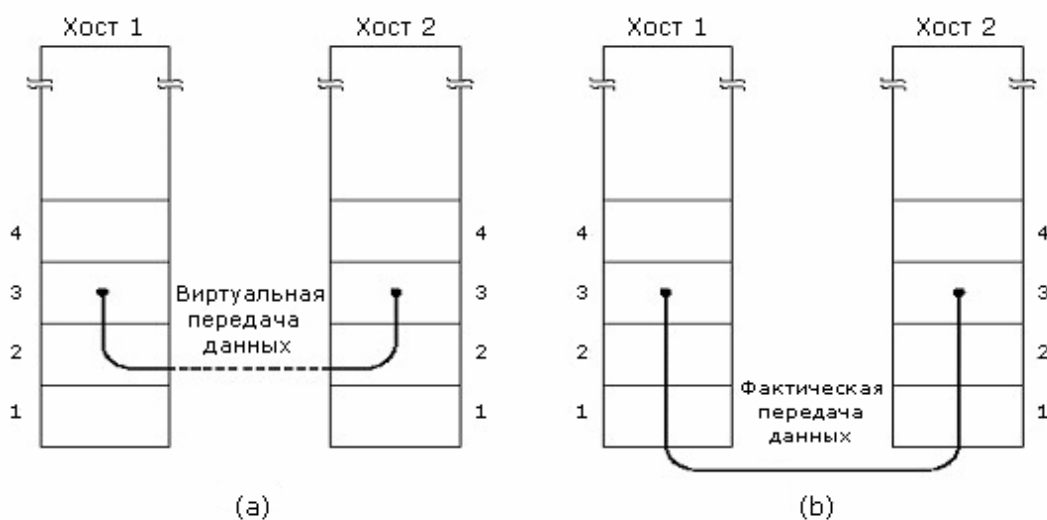 Хост 1
Хост 2
4
4
3
3
Виртуальная
передача
данных
2
2
1
1
(a)
Хост 1
Хост 2
4
4
3
3
2
2
Фактическая
передача
данных
1
1
(b)